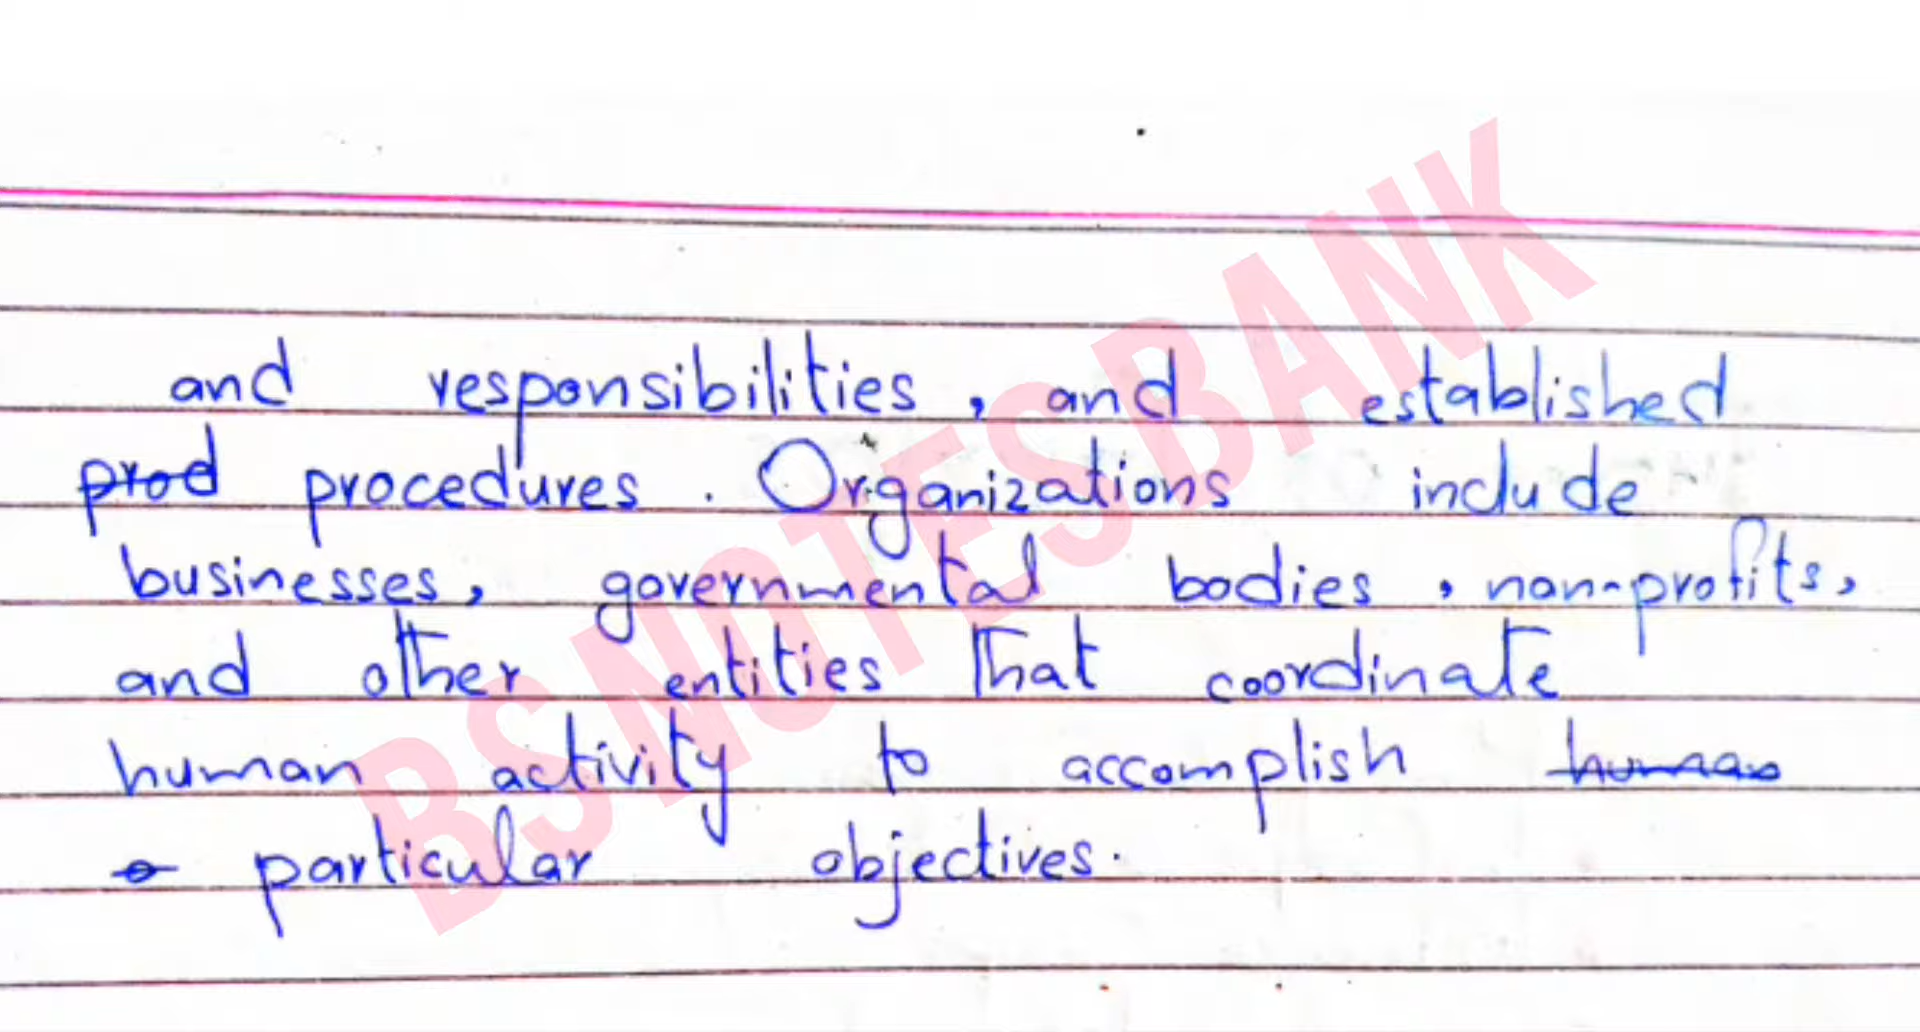 and responsibilities, and established
prod procedures. Organizations include
businesses, governmental bodies, non-profits,
and other entities that coordinate
human activity to accomplish human
o particular objectives.
BSNOTESBANK